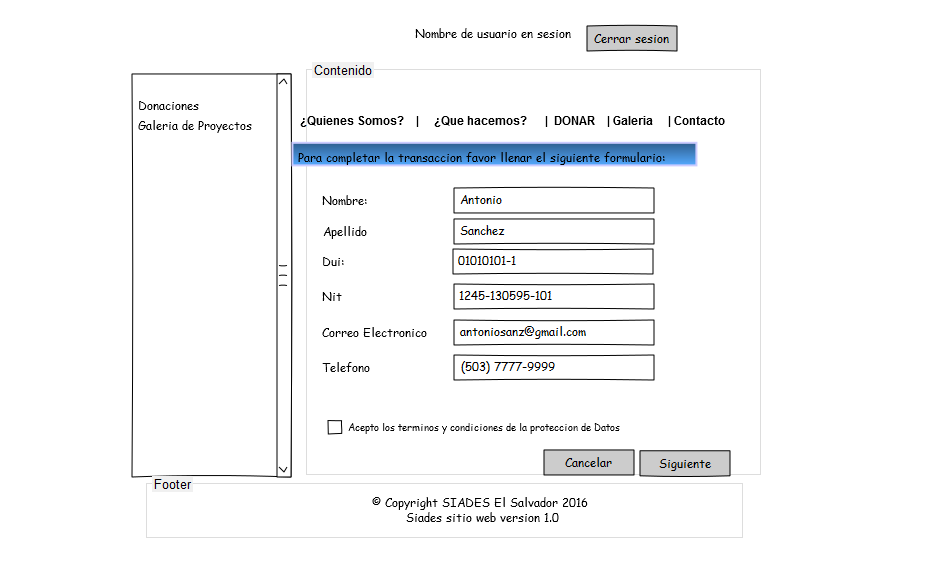 Nombre de usuario en sesion
Cerrar sesion
Contenido
Donaciones
Galeria de Proyectos
¿Quienes Somos? | ¿Que hacemos? | DONAR | Galeria | Contacto
Para completar la transaccion favor llenar el siguiente formulario:
Nombre: Antonio
Apellido Sanchez
Dui: 01010101-1
Nit 1245-130595-101
Correo Electronico antoniosanz@gmail.com
Telefono (503) 7777-9999
Acepto los terminos y condiciones de la proteccion de Datos
Cancelar Siguiente
Footer
© Copyright SIADES El Salvador 2016
Siades sitio web version 1.0